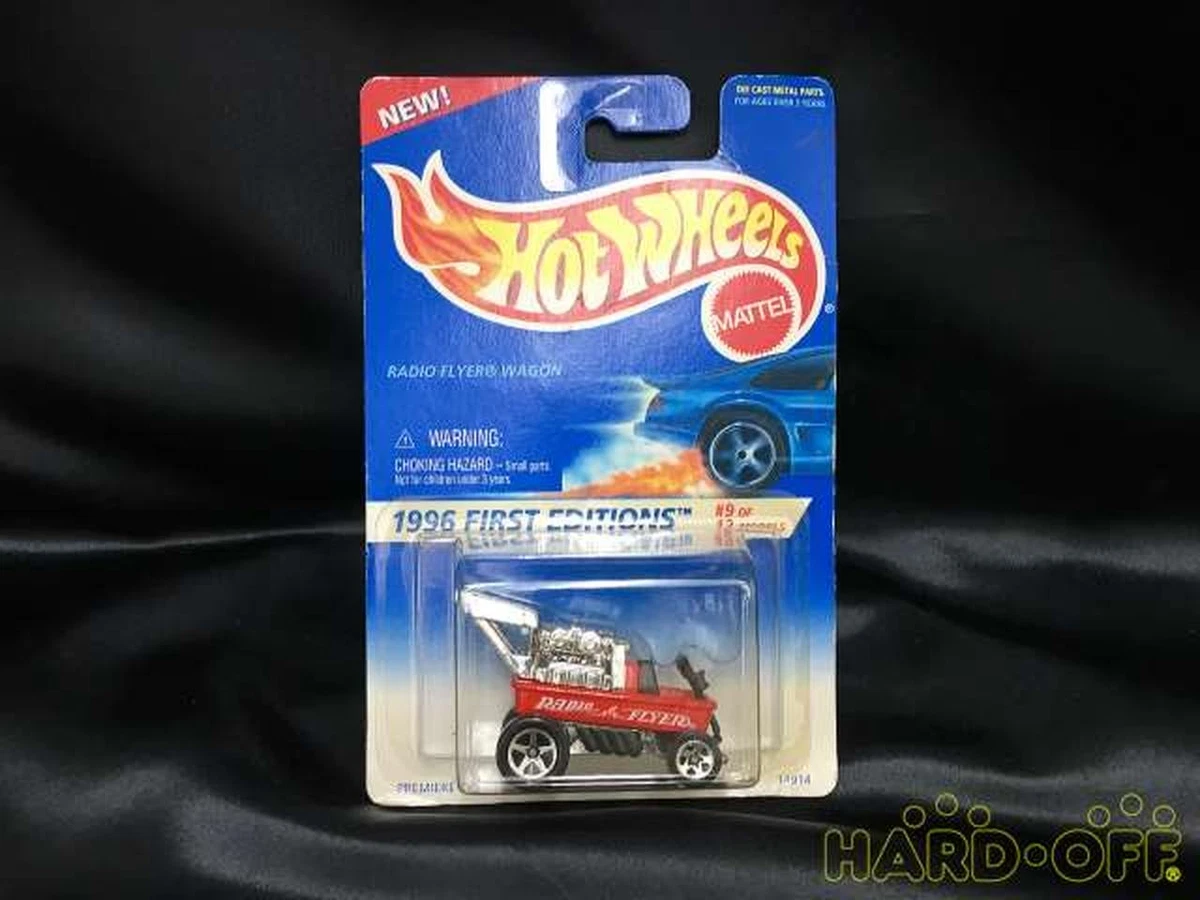 NEW!
DIE CAST METAL PARTS
FOR AGES OVER 3 YEARS
HOT WHEELS
MATTEL
®
RADIO FLYER® WAGON
⚠ WARNING:
CHOKING HAZARD – Small parts.
Not for children under 3 years.
1996 FIRST EDITIONS™
#9 OF
12 MODELS
RADIO FLYER
PREMIERE
14914
HARD·OFF®